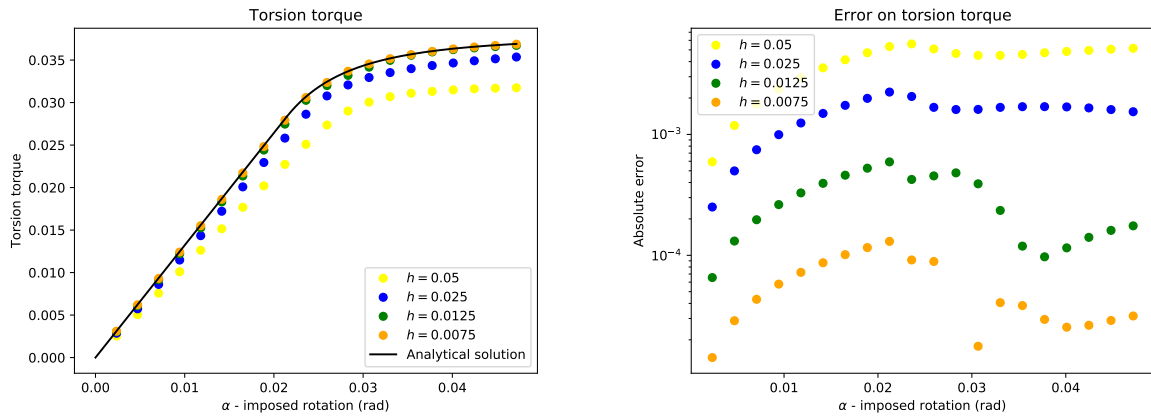 Torsion torque
Torsion torque
0.035
0.030
0.025
0.020
0.015
0.010
0.005
0.000
h = 0.05
h = 0.025
h = 0.0125
h = 0.0075
Analytical solution
0.00 0.01 0.02 0.03 0.04
α - imposed rotation (rad)
Error on torsion torque
Absolute error
10⁻³
10⁻⁴
h = 0.05
h = 0.025
h = 0.0125
h = 0.0075
0.01 0.02 0.03 0.04
α - imposed rotation (rad)